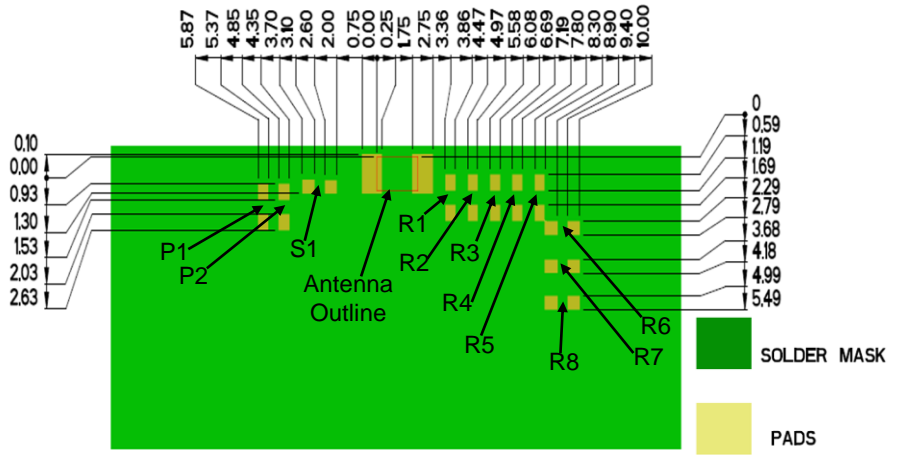 5.87
5.37
4.85
4.35
3.70
3.10
2.60
2.00
0.75
0.00
0.25
1.75
2.75
3.36
3.86
4.47
4.97
5.58
6.08
6.69
7.19
7.80
8.30
8.90
9.40
10.00
0.10
0.00
0.93
1.30
1.53
2.03
2.63
0
0.59
1.19
1.69
2.29
2.79
3.68
4.18
4.99
5.49
P1
P2
S1
Antenna
Outline
R1
R2
R3
R4
R5
R6
R7
R8
SOLDER MASK
PADS